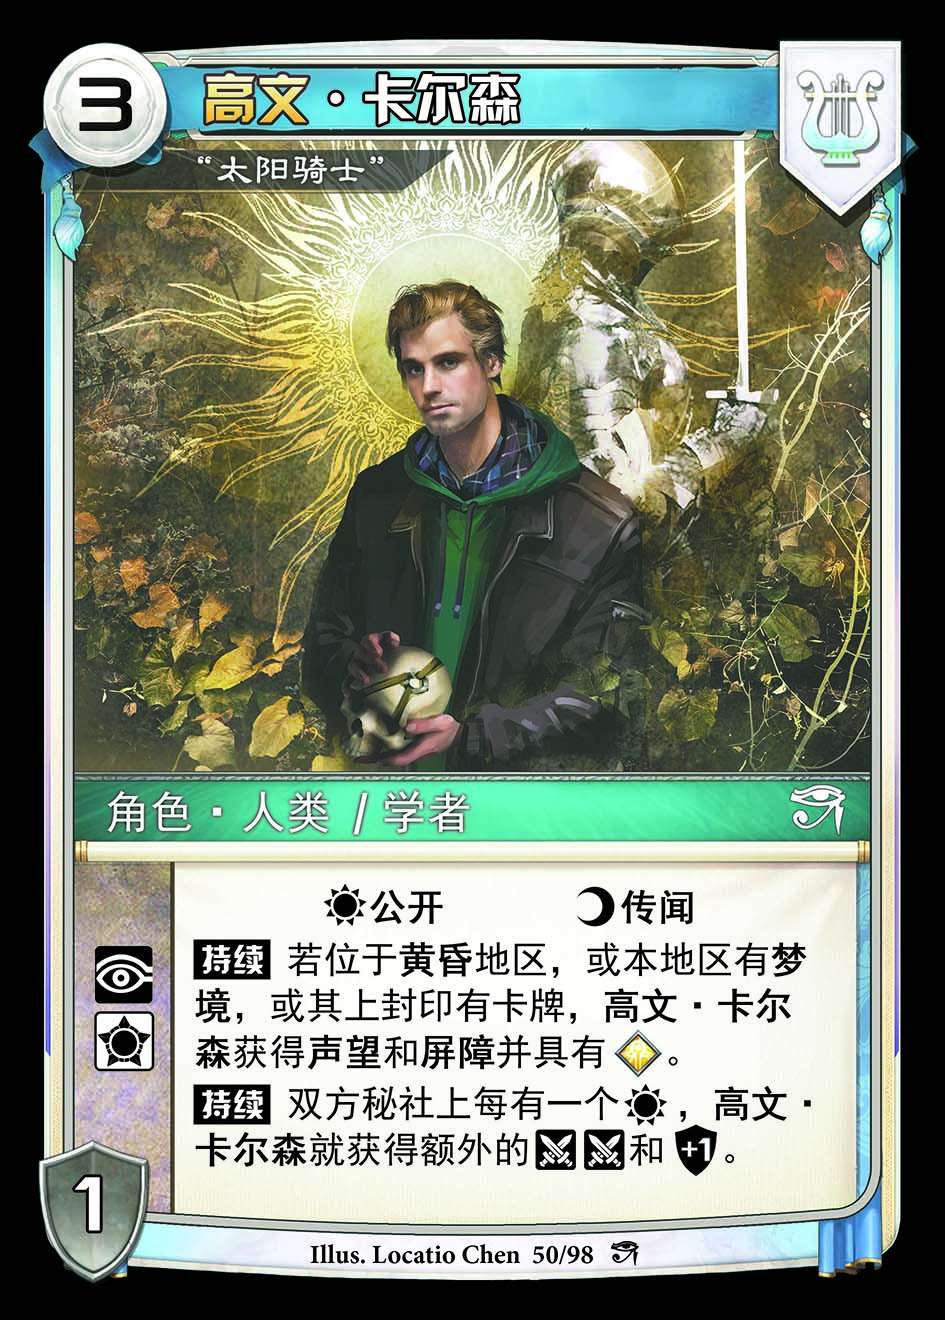 3
高文·卡尔森
“太阳骑士”
角色·人类 / 学者
公开 传闻
持续 若位于黄昏地区，或本地区有梦
境，或其上封印有卡牌，高文·卡尔
森获得声望和屏障并具有 。
持续 双方秘社上每有一个 ，高文·
卡尔森就获得额外的 和 +1 。
1
Illus. Locatio Chen 50/98